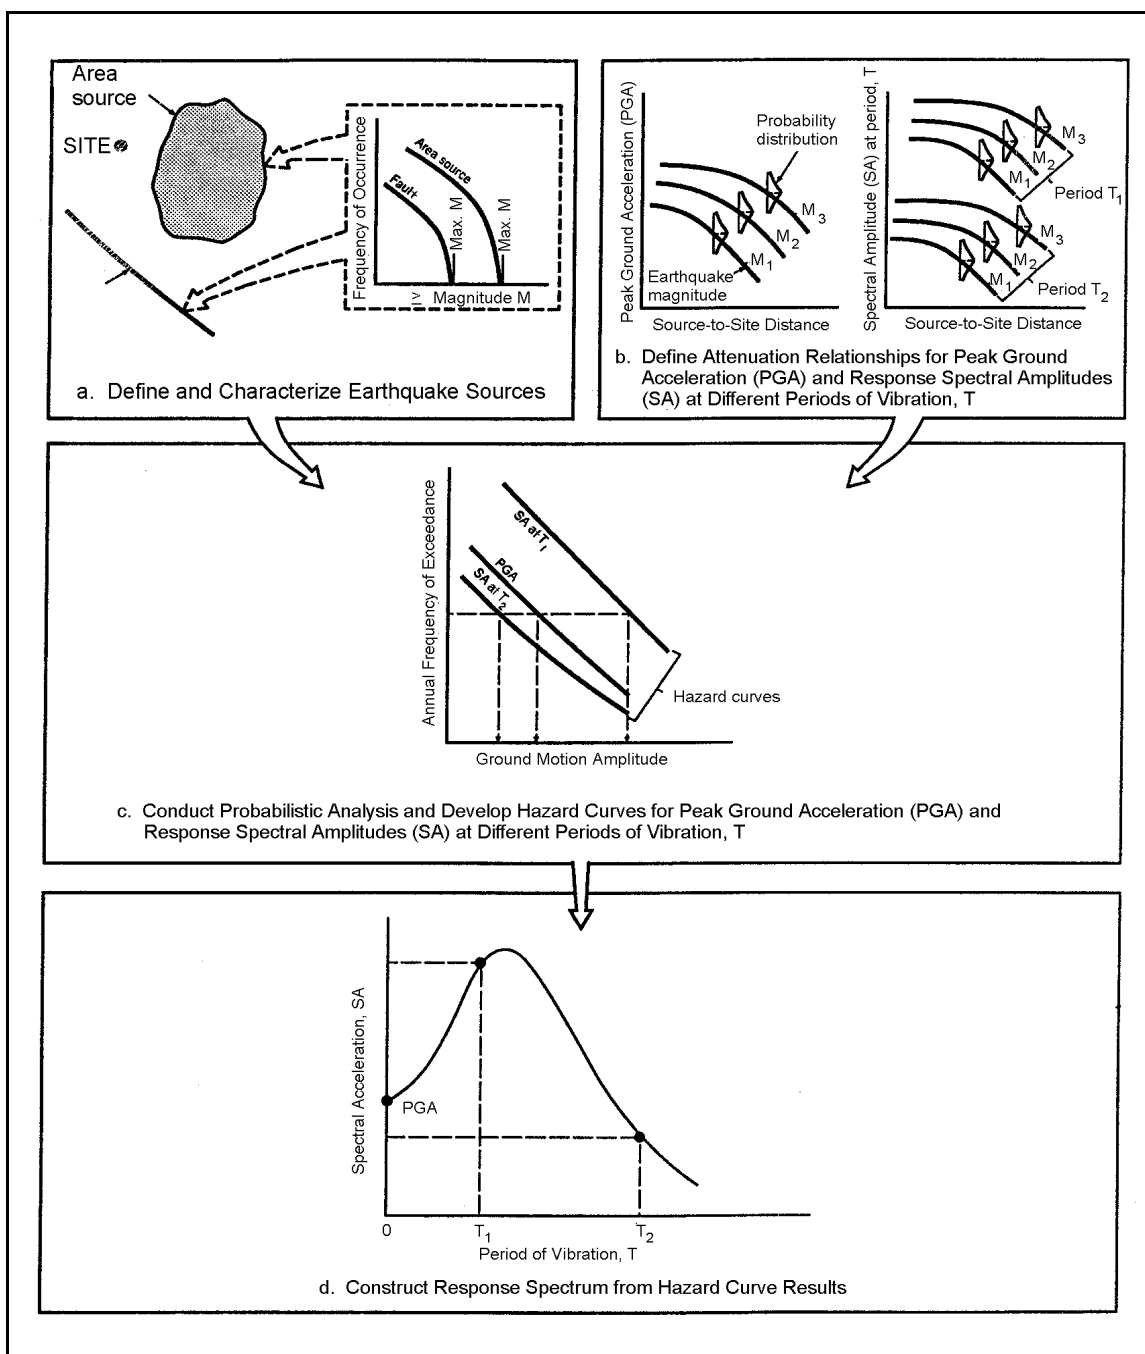 Area
source
SITE
Frequency of Occurrence
Area source
Fault
Max. M
Max. M
≥ Magnitude M
a. Define and Characterize Earthquake Sources
Peak Ground Acceleration (PGA)
Probability
distribution
M3
M2
M1
Earthquake
magnitude
Source-to-Site Distance
Spectral Amplitude (SA) at period, T
M3
M2
M1
Period T1
M3
M2
M1
Period T2
Source-to-Site Distance
b. Define Attenuation Relationships for Peak Ground
Acceleration (PGA) and Response Spectral Amplitudes
(SA) at Different Periods of Vibration, T
Annual Frequency of Exceedance
SA at T1
PGA
SA at T2
Hazard curves
Ground Motion Amplitude
c. Conduct Probabilistic Analysis and Develop Hazard Curves for Peak Ground Acceleration (PGA) and
Response Spectral Amplitudes (SA) at Different Periods of Vibration, T
Spectral Acceleration, SA
PGA
0
T1
T2
Period of Vibration, T
d. Construct Response Spectrum from Hazard Curve Results